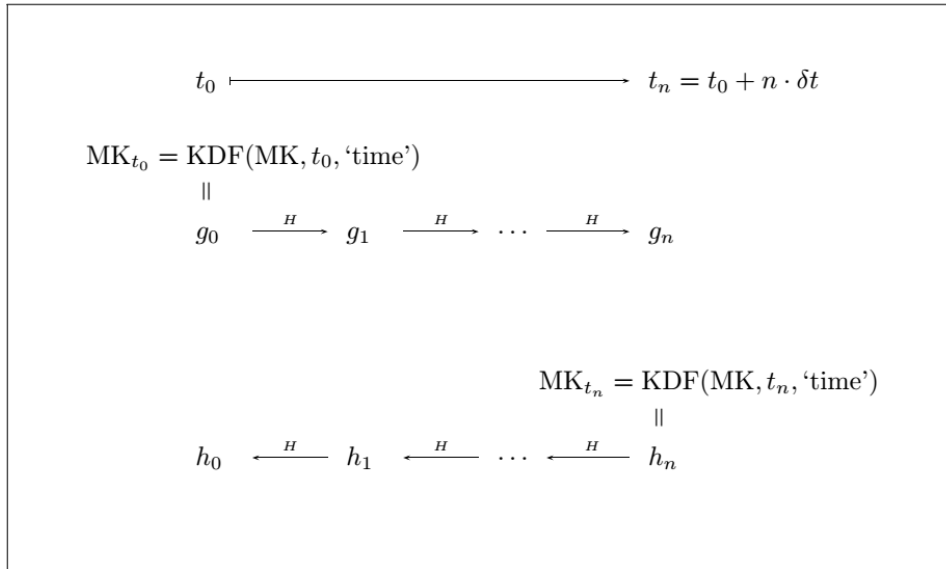 t₀ ⟼ tₙ = t₀ + n · δt
MK_{t₀} = KDF(MK, t₀, ‘time’)
||
g₀ →ᴴ g₁ →ᴴ ··· →ᴴ gₙ
MK_{tₙ} = KDF(MK, tₙ, ‘time’)
||
h₀ ←ᴴ h₁ ←ᴴ ··· ←ᴴ hₙ